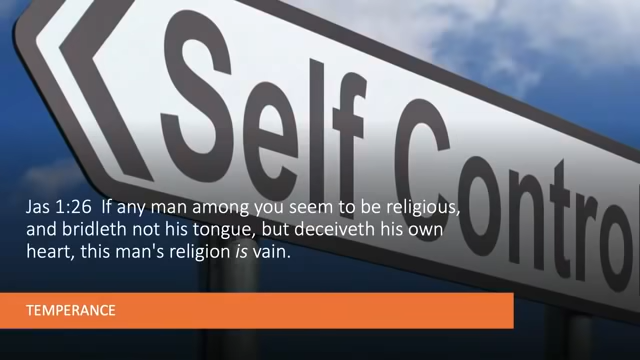 Self Control
Jas 1:26 If any man among you seem to be religious,
and bridleth not his tongue, but deceiveth his own
heart, this man's religion is vain.
TEMPERANCE